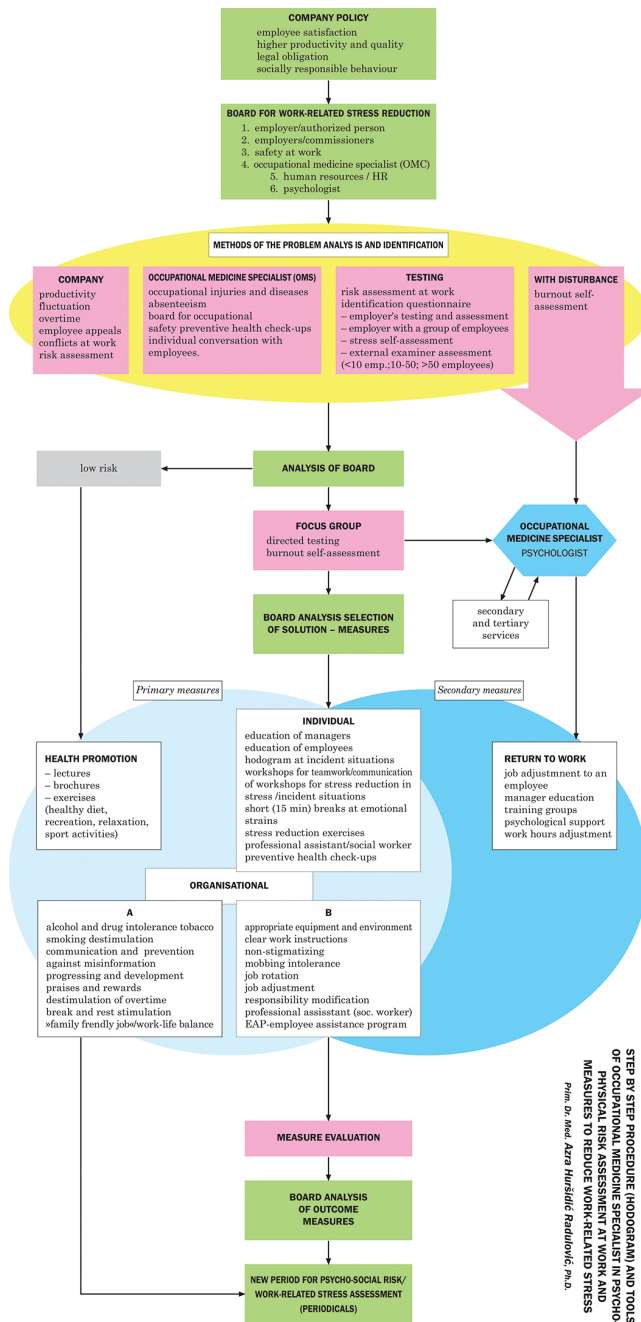 COMPANY POLICY
employee satisfaction
higher productivity and quality
legal obligation
socially responsible behaviour
BOARD FOR WORK-RELATED STRESS REDUCTION
1. employer/authorized person
2. employers/commissioners
3. safety at work
4. occupational medicine specialist (OMC)
5. human resources / HR
6. psychologist
METHODS OF THE PROBLEM ANALYS IS AND IDENTIFICATION
COMPANY
productivity
fluctuation
overtime
employee appeals
conflicts at work
risk assessment
OCCUPATIONAL MEDICINE SPECIALIST (OMS)
occupational injuries and diseases
absenteeism
board for occupational
safety preventive health check-ups
individual conversation with
employees.
TESTING
risk assessment at work
identification questionnaire
– employer's testing and assessment
– employer with a group of employees
– stress self-assessment
– external examiner assessment
(<10 emp.;10-50; >50 employees)
WITH DISTURBANCE
burnout self-
assessment
low risk
ANALYSIS OF BOARD
FOCUS GROUP
directed testing
burnout self-assessment
OCCUPATIONAL
MEDICINE SPECIALIST
PSYCHOLOGIST
BOARD ANALYSIS SELECTION
OF SOLUTION – MEASURES
secondary
and tertiary
services
Primary measures
Secondary measures
HEALTH PROMOTION
– lectures
– brochures
– exercises
(healthy diet,
recreation, relaxation,
sport activities)
INDIVIDUAL
education of managers
education of employees
hodogram at incident situations
workshops for teamwork/communication
of workshops for stress reduction in
stress /incident situations
short (15 min) breaks at emotional
strains
stress reduction exercises
professional assistant/social worker
preventive health check-ups
RETURN TO WORK
job adjustmnent to an
employee
manager education
training groups
psychological support
work hours adjustment
ORGANISATIONAL
A
alcohol and drug intolerance tobacco
smoking destimulation
communication and prevention
against misinformation
progressing and development
praises and rewards
destimulation of overtime
break and rest stimulation
»family frendly job«/work-life balance
B
appropriate equipment and environment
clear work instructions
non-stigmatizing
mobbing intolerance
job rotation
job adjustment
responsibility modification
professional assistant (soc. worker)
EAP-employee assistance program
MEASURE EVALUATION
BOARD ANALYSIS
OF OUTCOME
MEASURES
NEW PERIOD FOR PSYCHO-SOCIAL RISK/
WORK-RELATED STRESS ASSESSMENT
(PERIODICALS)
STEP BY STEP PROCEDURE (HODOGRAM) AND TOOLS
OF OCCUPATIONAL MEDICINE SPECIALIST IN PSYCHO-
PHYSICAL RISK ASSESSMENT AT WORK AND
MEASURES TO REDUCE WORK-RELATED STRESS
Prim. Dr. Med. Azra Huršidić Radulović, Ph.D.